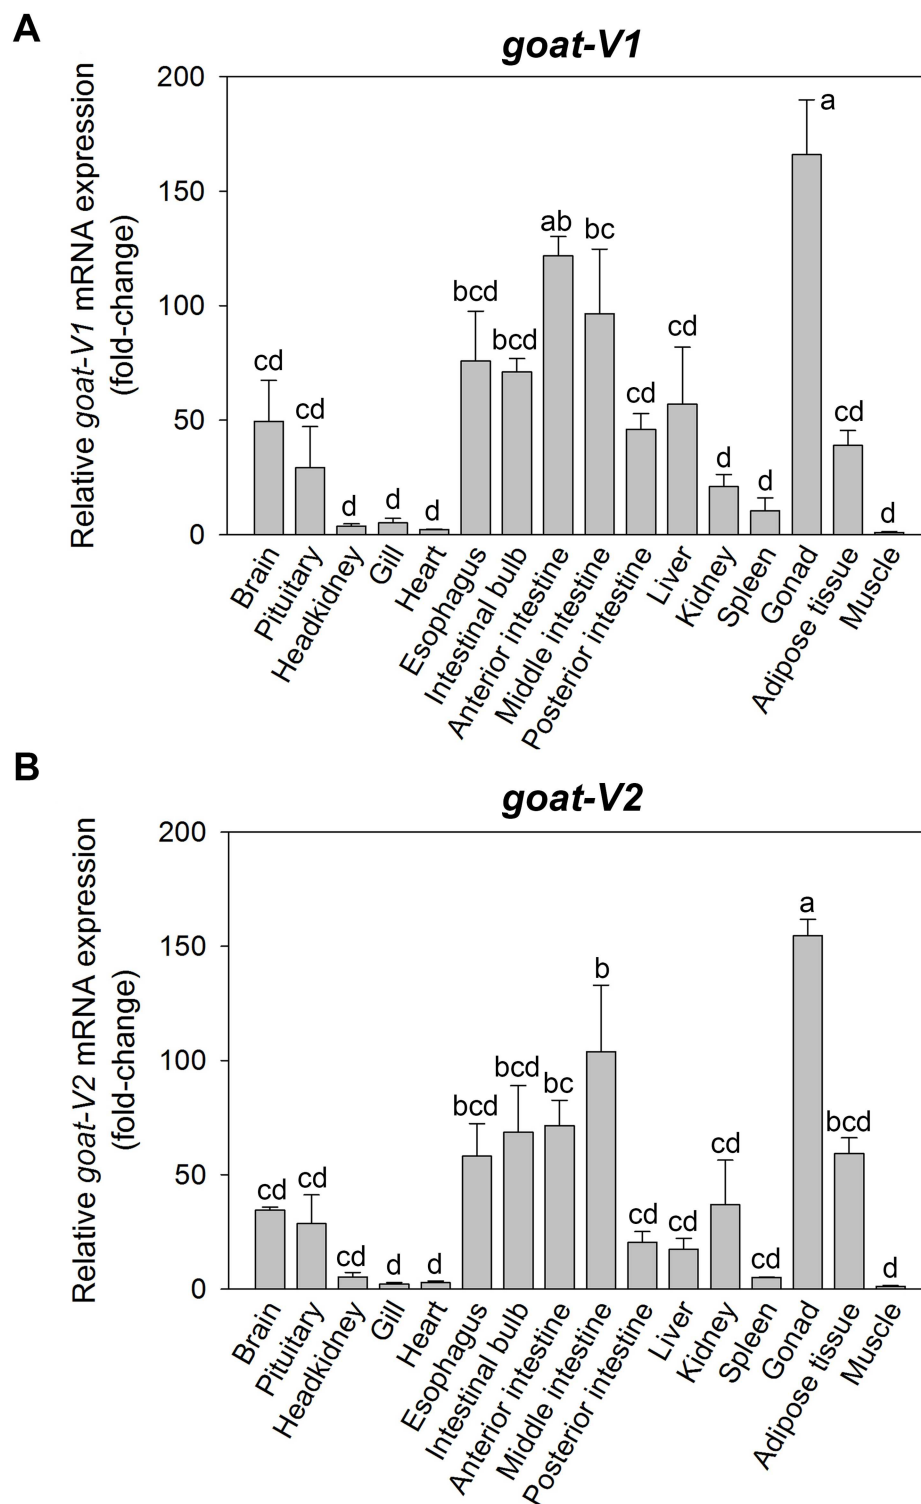 A
goat-V1
Relative goat-V1 mRNA expression
(fold-change)
200
150
100
50
0
cd
cd
d
d
d
bcd
bcd
ab
bc
cd
cd
d
d
a
cd
d
Brain
Pituitary
Headkidney
Gill
Heart
Esophagus
Intestinal bulb
Anterior intestine
Middle intestine
Posterior intestine
Liver
Kidney
Spleen
Gonad
Adipose tissue
Muscle
B
goat-V2
Relative goat-V2 mRNA expression
(fold-change)
200
150
100
50
0
cd
cd
cd
d
d
bcd
bcd
bc
b
cd
cd
cd
cd
a
bcd
d
Brain
Pituitary
Headkidney
Gill
Heart
Esophagus
Intestinal bulb
Anterior intestine
Middle intestine
Posterior intestine
Liver
Kidney
Spleen
Gonad
Adipose tissue
Muscle